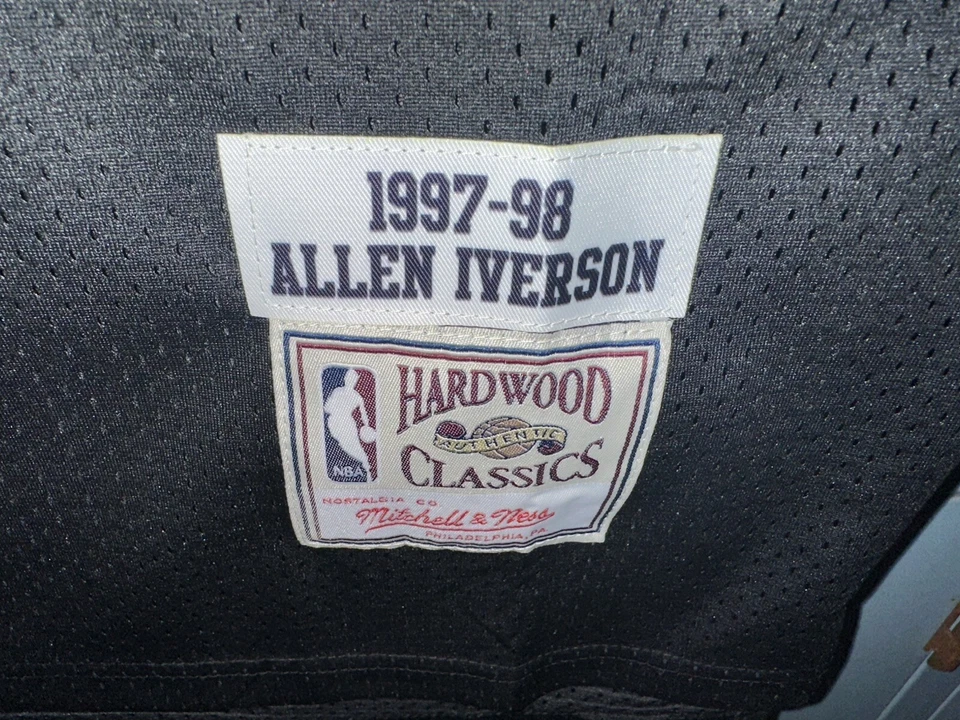 1997-98
ALLEN IVERSON
HARDWOOD
AUTHENTIC
CLASSICS
NBA
NOSTALGIA CO
Mitchell & Ness
PHILADELPHIA, PA